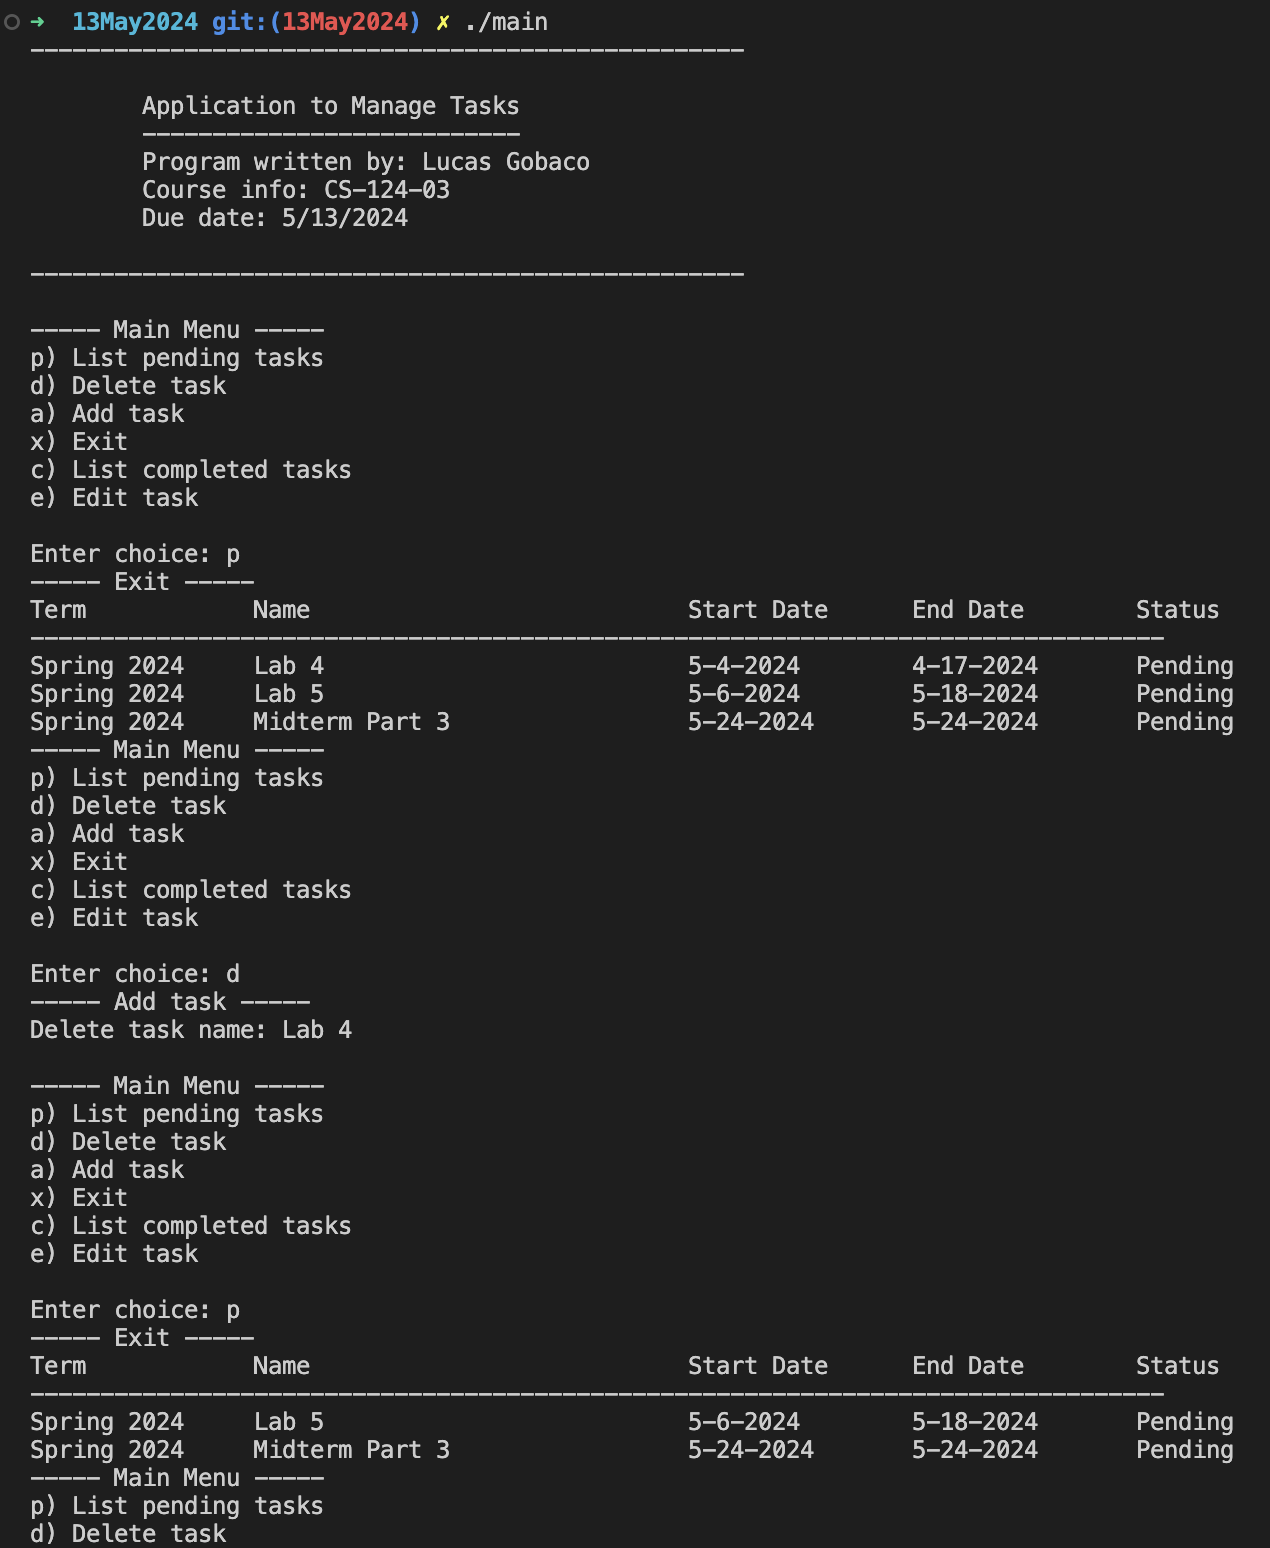 ➜  13May2024 git:(13May2024) ✗ ./main
---------------------------------------------------

        Application to Manage Tasks
        ---------------------------
        Program written by: Lucas Gobaco
        Course info: CS-124-03
        Due date: 5/13/2024

---------------------------------------------------

----- Main Menu -----
p) List pending tasks
d) Delete task
a) Add task
x) Exit
c) List completed tasks
e) Edit task

Enter choice: p
----- Exit -----
Term            Name                           Start Date      End Date        Status
---------------------------------------------------------------------------------
Spring 2024     Lab 4                          5-4-2024        4-17-2024       Pending
Spring 2024     Lab 5                          5-6-2024        5-18-2024       Pending
Spring 2024     Midterm Part 3                 5-24-2024       5-24-2024       Pending
----- Main Menu -----
p) List pending tasks
d) Delete task
a) Add task
x) Exit
c) List completed tasks
e) Edit task

Enter choice: d
----- Add task -----
Delete task name: Lab 4

----- Main Menu -----
p) List pending tasks
d) Delete task
a) Add task
x) Exit
c) List completed tasks
e) Edit task

Enter choice: p
----- Exit -----
Term            Name                           Start Date      End Date        Status
---------------------------------------------------------------------------------
Spring 2024     Lab 5                          5-6-2024        5-18-2024       Pending
Spring 2024     Midterm Part 3                 5-24-2024       5-24-2024       Pending
----- Main Menu -----
p) List pending tasks
d) Delete task